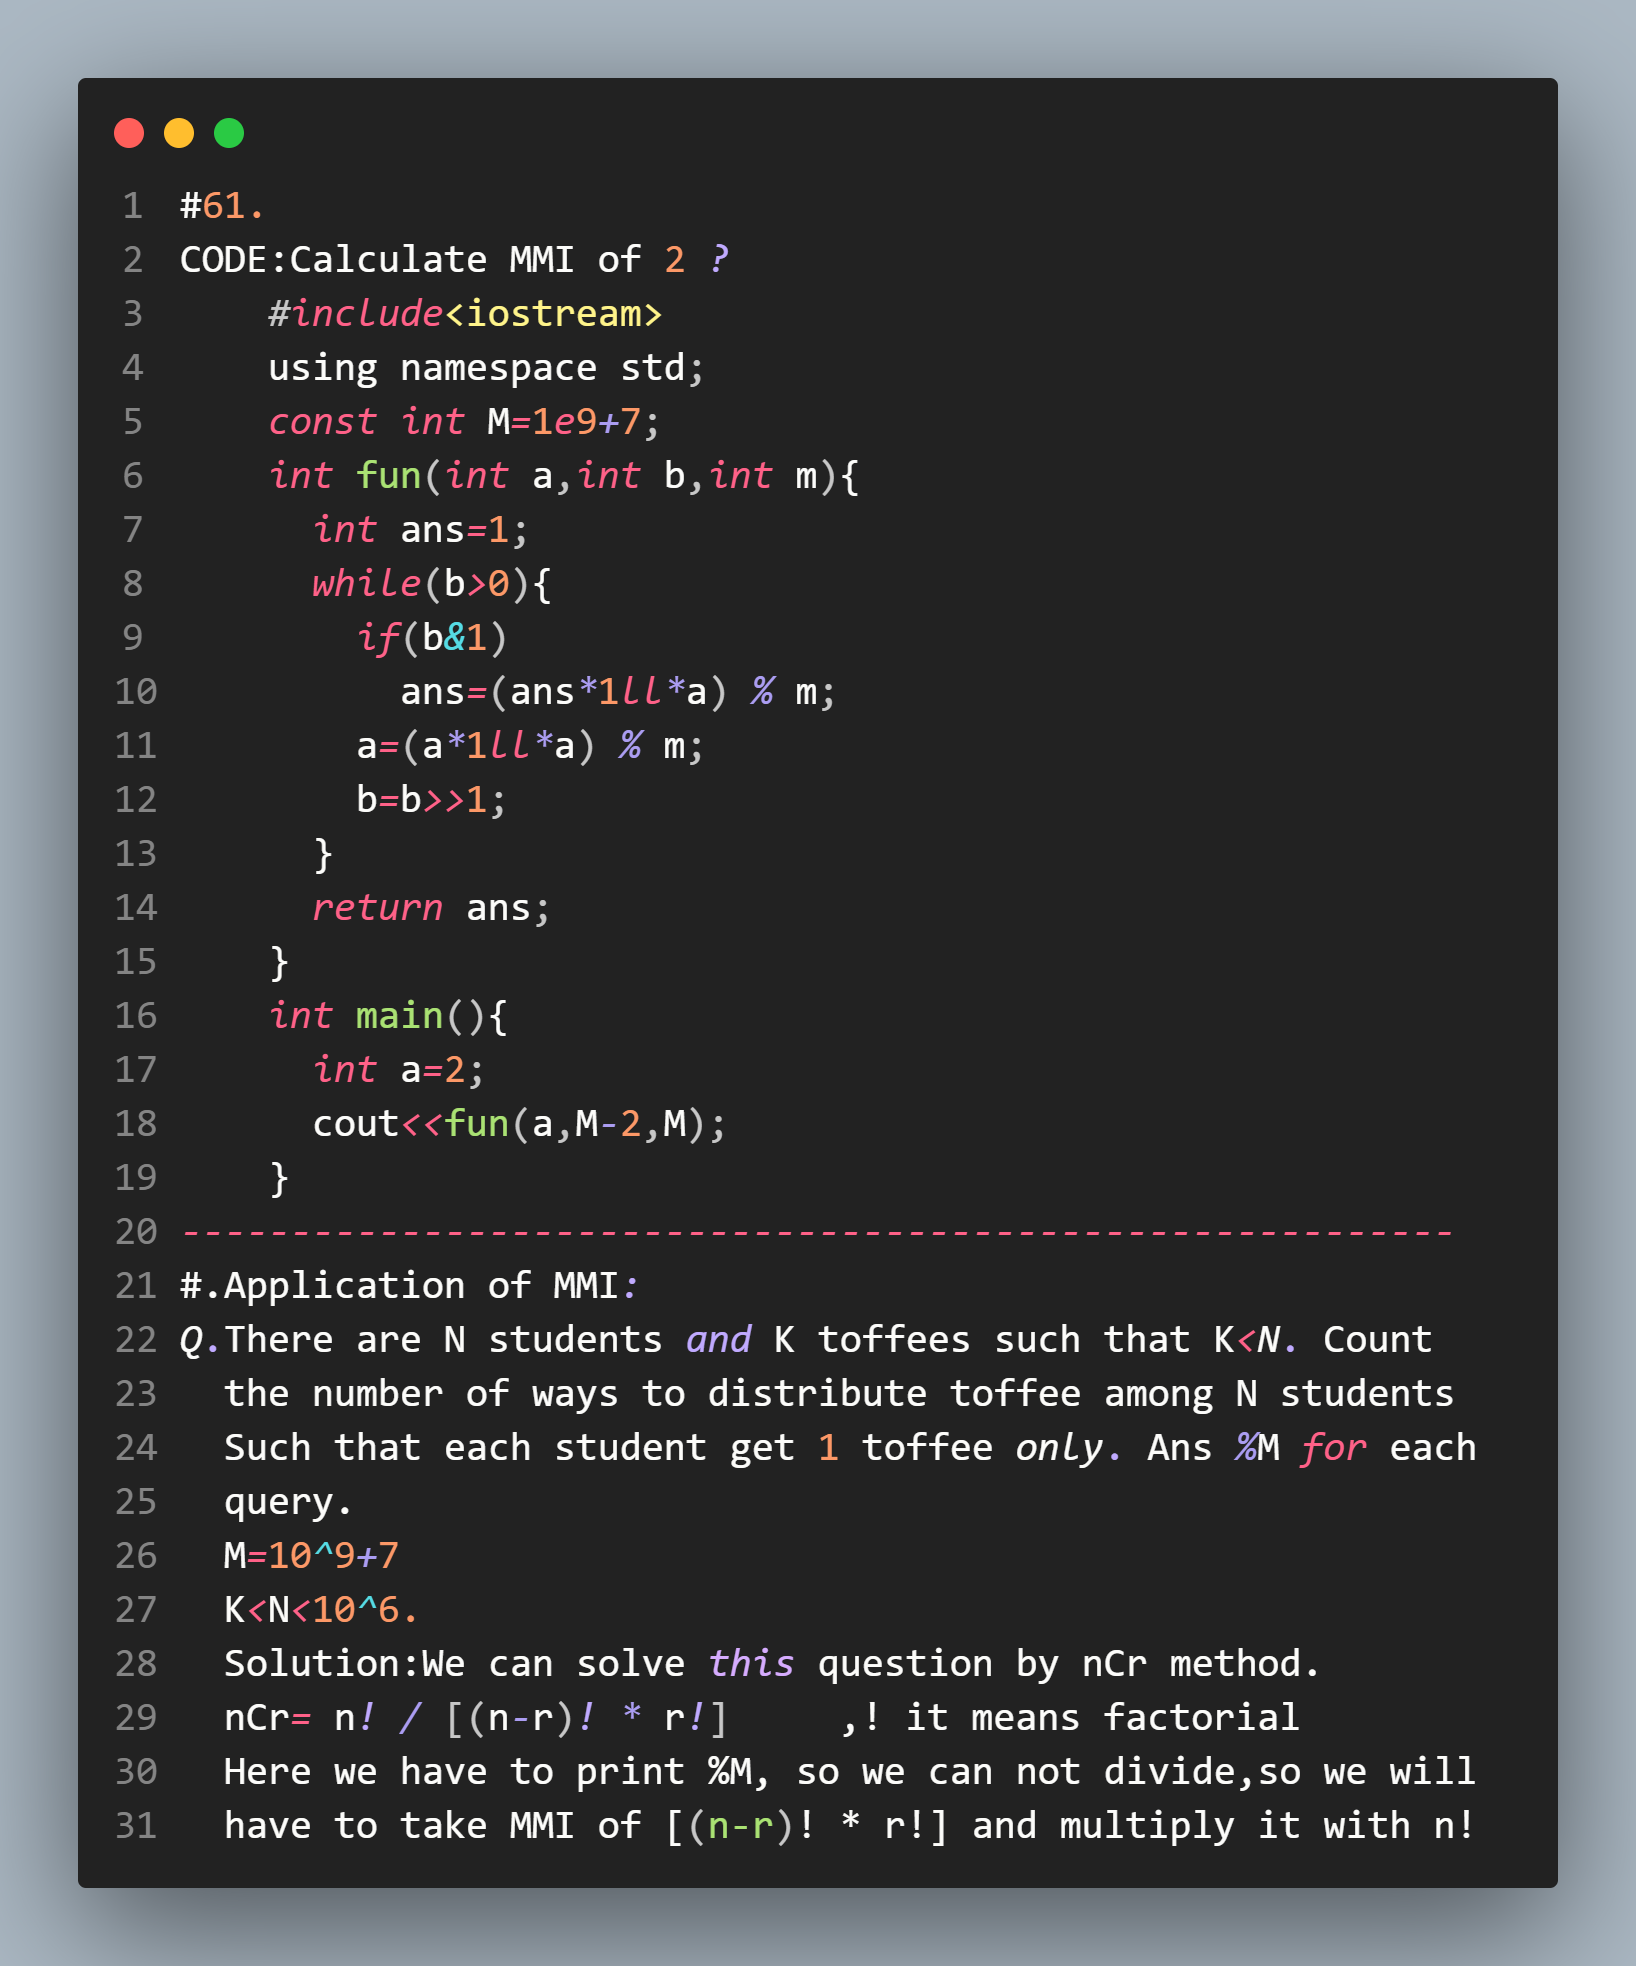 1 #61.
2 CODE:Calculate MMI of 2 ?
3     #include<iostream>
4     using namespace std;
5     const int M=1e9+7;
6     int fun(int a,int b,int m){
7       int ans=1;
8       while(b>0){
9         if(b&1)
10           ans=(ans*1ll*a) % m;
11         a=(a*1ll*a) % m;
12         b=b>>1;
13       }
14       return ans;
15     }
16     int main(){
17       int a=2;
18       cout<<fun(a,M-2,M);
19     }
20 ----------------------------------------------------------
21 #.Application of MMI:
22 Q.There are N students and K toffees such that K<N. Count
23   the number of ways to distribute toffee among N students
24   Such that each student get 1 toffee only. Ans %M for each
25   query.
26   M=10^9+7
27   K<N<10^6.
28   Solution:We can solve this question by nCr method.
29   nCr= n! / [(n-r)! * r!]     ,! it means factorial
30   Here we have to print %M, so we can not divide,so we will
31   have to take MMI of [(n-r)! * r!] and multiply it with n!